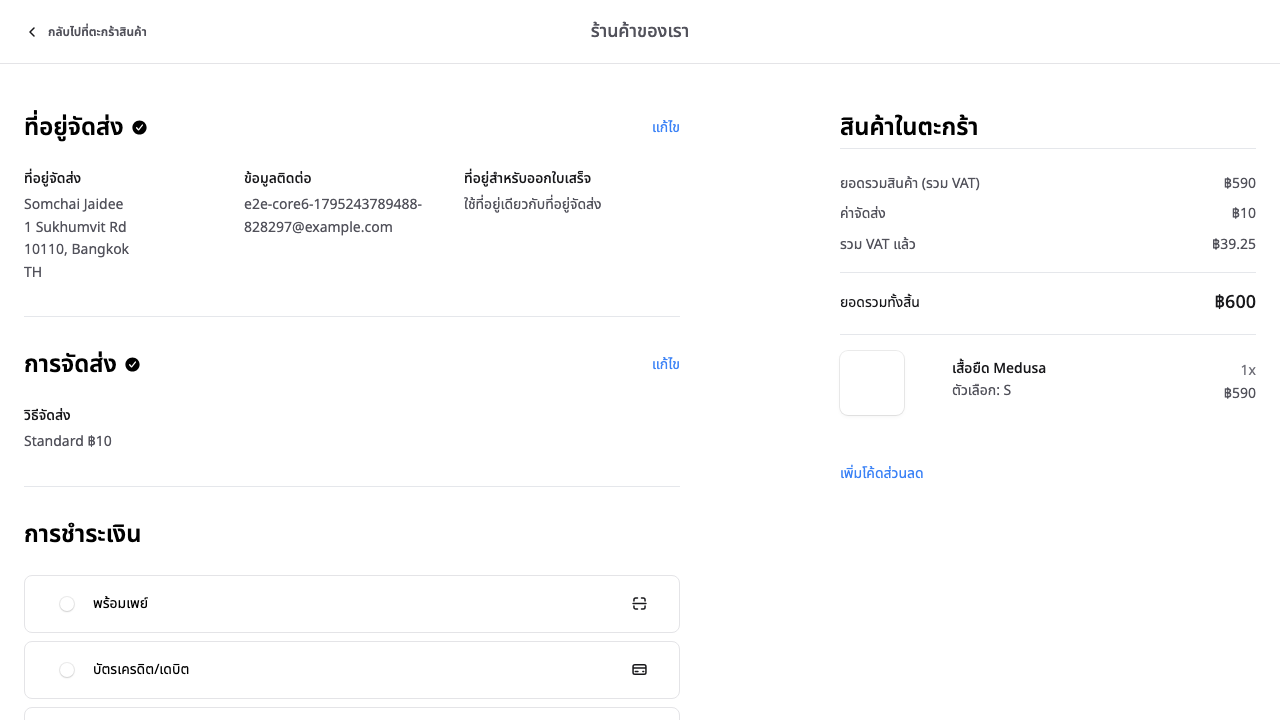 กลับไปที่ตะกร้าสินค้า
ร้านค้าของเรา
ที่อยู่จัดส่ง
แก้ไข
ที่อยู่จัดส่ง
Somchai Jaidee
1 Sukhumvit Rd
10110, Bangkok
TH
ข้อมูลติดต่อ
e2e-core6-1795243789488-
828297@example.com
ที่อยู่สำหรับออกใบเสร็จ
ใช้ที่อยู่เดียวกับที่อยู่จัดส่ง
การจัดส่ง
แก้ไข
วิธีจัดส่ง
Standard ฿10
การชำระเงิน
พร้อมเพย์
บัตรเครดิต/เดบิต
สินค้าในตะกร้า
ยอดรวมสินค้า (รวม VAT) ฿590
ค่าจัดส่ง ฿10
รวม VAT แล้ว ฿39.25
ยอดรวมทั้งสิ้น ฿600
เสื้อยืด Medusa 1x
ตัวเลือก: S ฿590
เพิ่มโค้ดส่วนลด